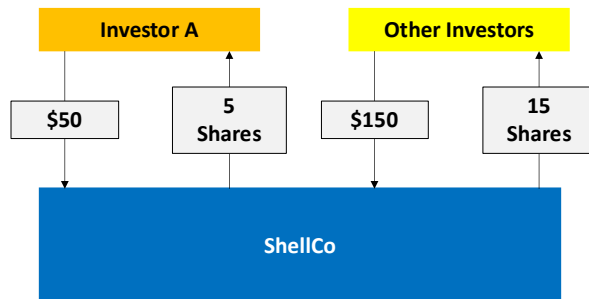 Investor A
Other Investors
$50
5
Shares
$150
15
Shares
ShellCo